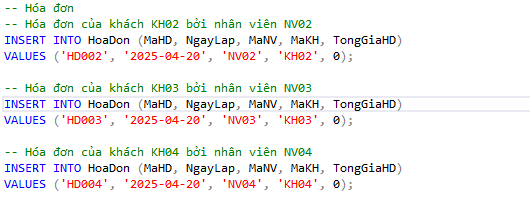 -- Hóa đơn
-- Hóa đơn của khách KH02 bởi nhân viên NV02
INSERT INTO HoaDon (MaHD, NgayLap, MaNV, MaKH, TongGiaHD)
VALUES ('HD002', '2025-04-20', 'NV02', 'KH02', 0);
-- Hóa đơn của khách KH03 bởi nhân viên NV03
INSERT INTO HoaDon (MaHD, NgayLap, MaNV, MaKH, TongGiaHD)
VALUES ('HD003', '2025-04-20', 'NV03', 'KH03', 0);
-- Hóa đơn của khách KH04 bởi nhân viên NV04
INSERT INTO HoaDon (MaHD, NgayLap, MaNV, MaKH, TongGiaHD)
VALUES ('HD004', '2025-04-20', 'NV04', 'KH04', 0);